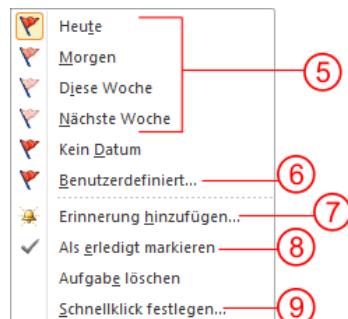 Heute
Morgen
Diese Woche
5
Nächste Woche
Kein Datum
Benutzerdefiniert... 6
Erinnerung hinzufügen... 7
Als erledigt markieren 8
Aufgabe löschen
Schnellklick festlegen... 9